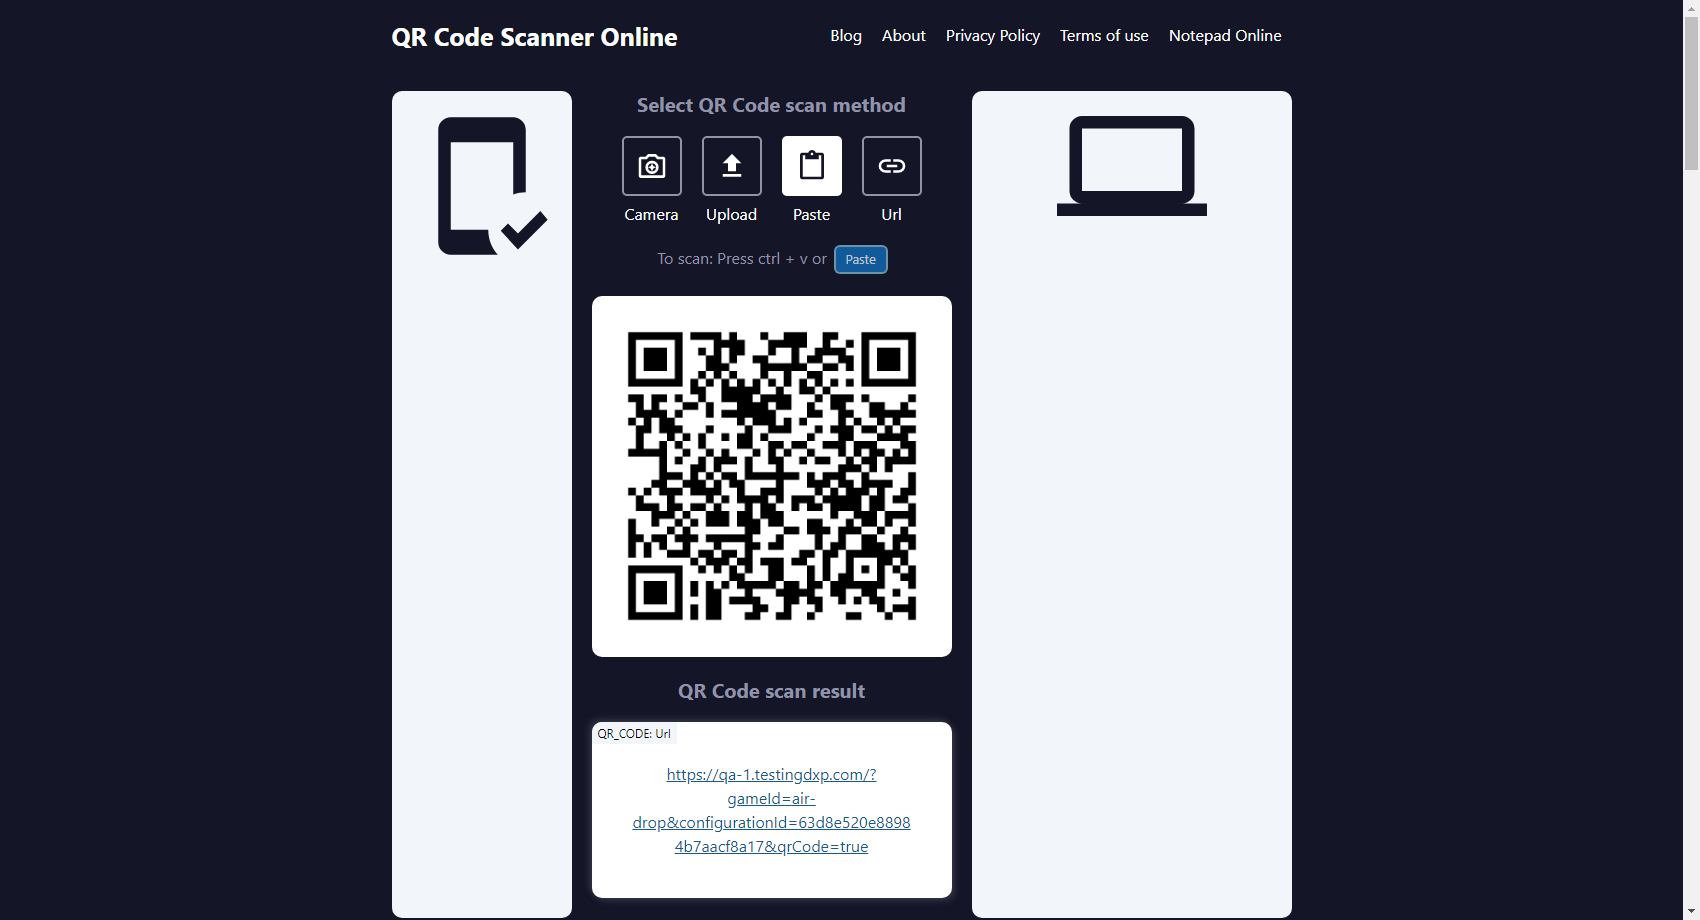 QR Code Scanner Online
Blog About Privacy Policy Terms of use Notepad Online
Select QR Code scan method
Camera Upload Paste Url
To scan: Press ctrl + v or Paste
QR Code scan result
QR_CODE: Url
https://qa-1.testingdxp.com/?
gameId=air-
drop&configurationId=63d8e520e8898
4b7aacf8a17&qrCode=true